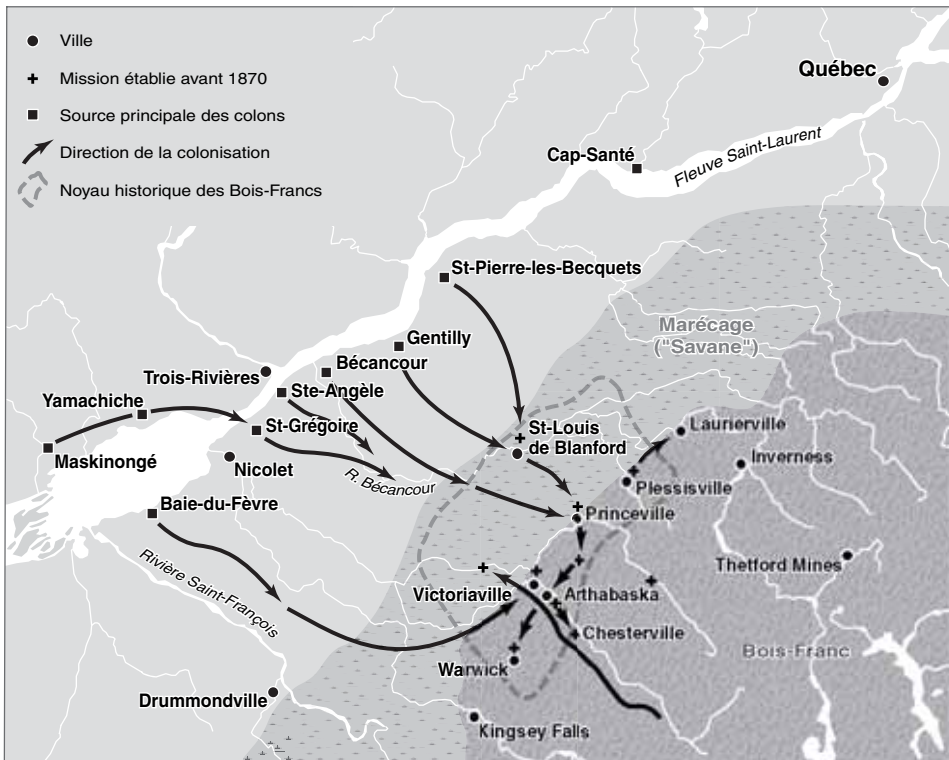 Ville
Mission établie avant 1870
Source principale des colons
Direction de la colonisation
Noyau historique des Bois-Francs
Québec
Cap-Santé
Fleuve Saint-Laurent
St-Pierre-les-Becquets
Marécage
("Savane")
Gentilly
Bécancour
Trois-Rivières
Ste-Angèle
Yamachiche
St-Grégoire
St-Louis
de Blanford
Laurierville
Maskinongé
Nicolet
R. Bécancour
Inverness
Plessisville
Baie-du-Fèvre
Princeville
Rivière Saint-François
Thetford Mines
Victoriaville
Arthabaska
Chesterville
Bois-Franc
Warwick
Drummondville
Kingsey Falls